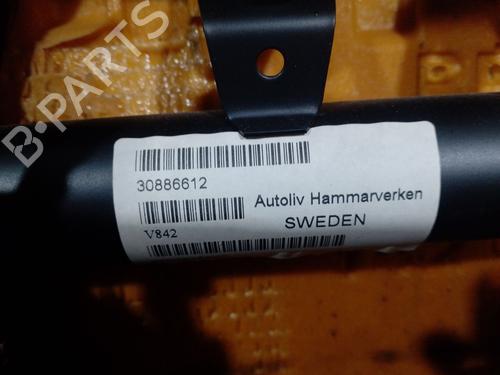 B-PARTS
30886612
Autoliv Hammarverken
SWEDEN
V842